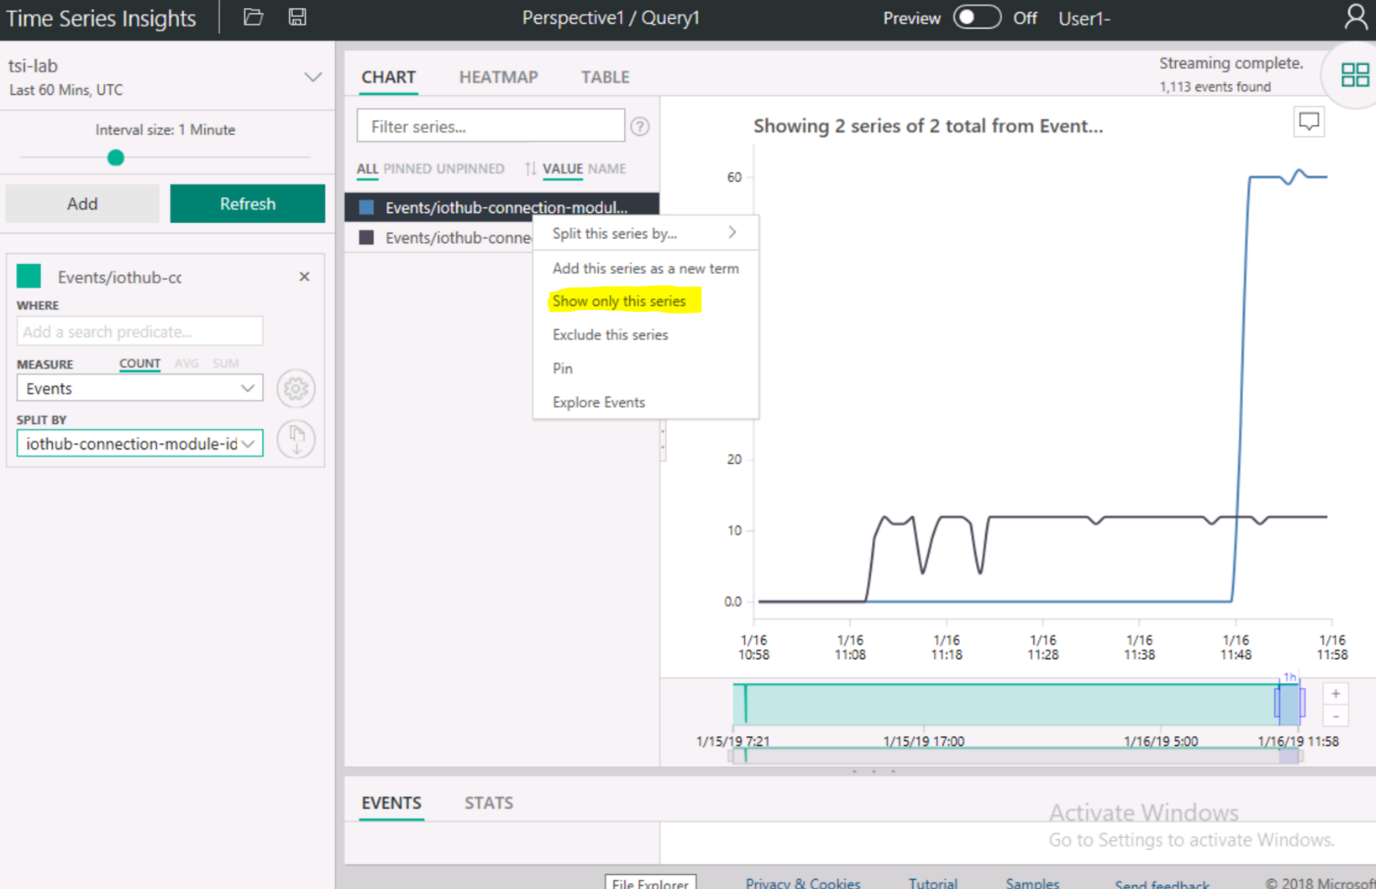 Time Series Insights
Perspective1 / Query1
Preview Off User1-
tsi-lab
Last 60 Mins, UTC
Interval size: 1 Minute
Add Refresh
Events/iothub-cc ×
WHERE
Add a search predicate...
MEASURE COUNT AVG SUM
Events
SPLIT BY
iothub-connection-module-id
CHART HEATMAP TABLE
Streaming complete.
1,113 events found
Filter series... ?
ALL PINNED UNPINNED VALUE NAME
Events/iothub-connection-modul...
Events/iothub-conne
Split this series by...
Add this series as a new term
Show only this series
Exclude this series
Pin
Explore Events
Showing 2 series of 2 total from Event...
60
20
10
0.0
1/16 1/16 1/16 1/16 1/16 1/16 1/16
10:58 11:08 11:18 11:28 11:38 11:48 11:58
1h
+
-
1/15/19 7:21 1/15/19 17:00 1/16/19 5:00 1/16/19 11:58
EVENTS STATS
Activate Windows
Go to Settings to activate Windows.
File Explorer Privacy & Cookies Tutorial Samples Send feedback © 2018 Microsoft